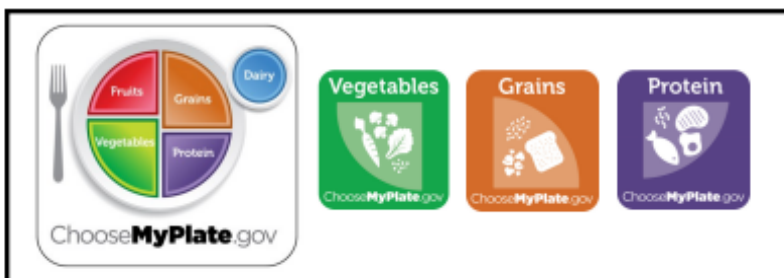 Dairy
Fruits
Grains
Vegetables
Protein
ChooseMyPlate.gov
Vegetables
ChooseMyPlate.gov
Grains
ChooseMyPlate.gov
Protein
ChooseMyPlate.gov